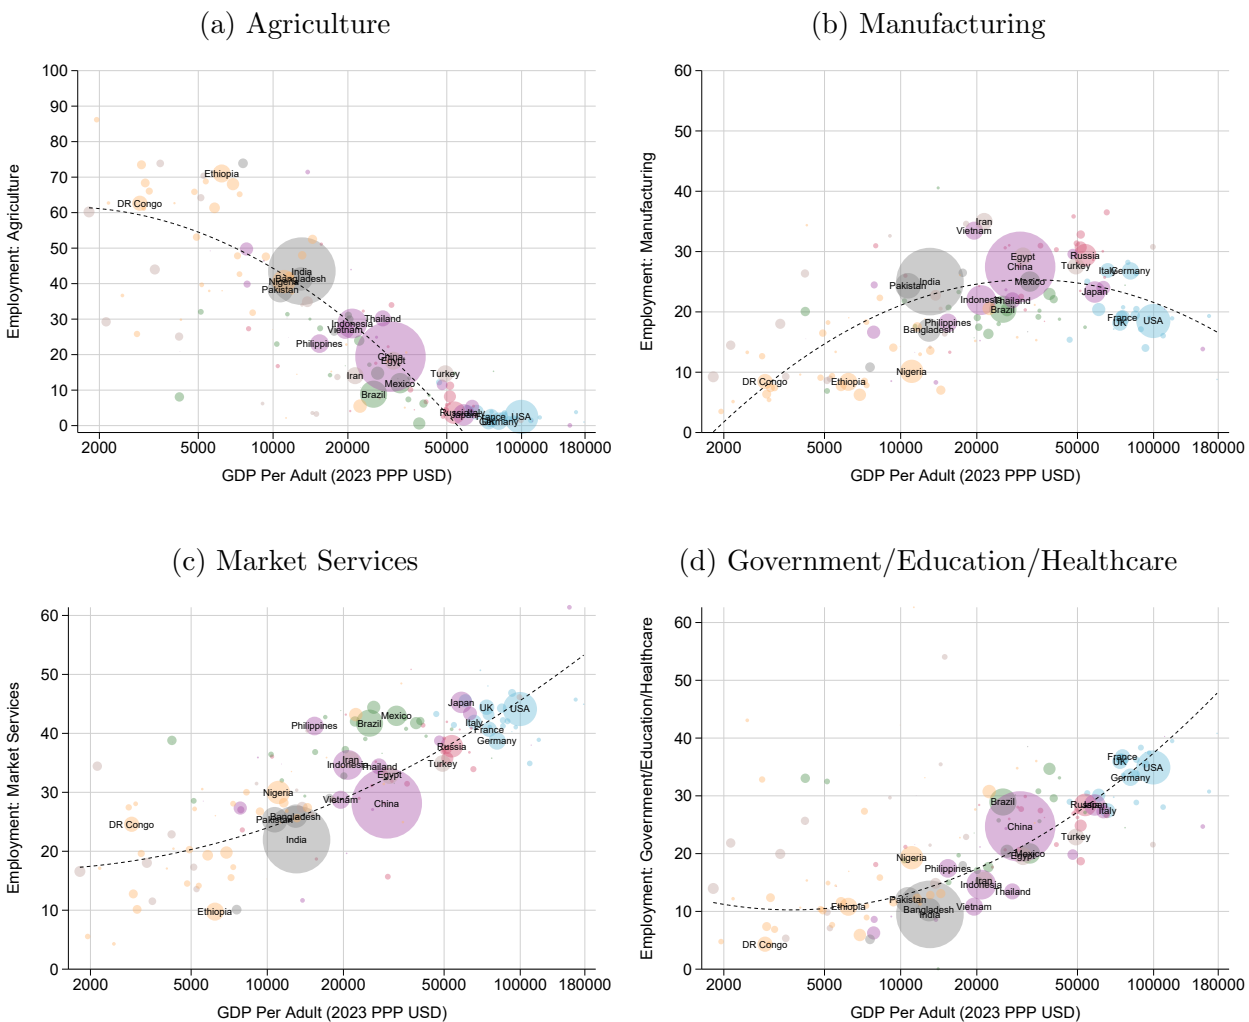 (a) Agriculture
Employment: Agriculture
100
90
80
70
60
50
40
30
20
10
0
Ethiopia
DR Congo
India
Bangladesh
Nigeria
Pakistan
Thailand
Indonesia
Vietnam
Philippines
China
Egypt
Iran
Turkey
Mexico
Brazil
Russia
Italy
Japan
France
UK
Germany
USA
2000 5000 10000 20000 50000 100000 180000
GDP Per Adult (2023 PPP USD)
(b) Manufacturing
Employment: Manufacturing
60
50
40
30
20
10
0
Iran
Vietnam
Egypt
China
Russia
Turkey
Italy
Germany
India
Pakistan
Mexico
Japan
Indonesia
Thailand
Brazil
Philippines
Bangladesh
France
UK
USA
Nigeria
DR Congo
Ethiopia
2000 5000 10000 20000 50000 100000 180000
GDP Per Adult (2023 PPP USD)
(c) Market Services
Employment: Market Services
60
50
40
30
20
10
0
Japan
UK
USA
Mexico
Brazil
Philippines
Italy
France
Germany
Russia
Turkey
Iran
Indonesia
Thailand
Egypt
Nigeria
Vietnam
China
Bangladesh
Pakistan
DR Congo
India
Ethiopia
2000 5000 10000 20000 50000 100000 180000
GDP Per Adult (2023 PPP USD)
(d) Government/Education/Healthcare
Employment: Government/Education/Healthcare
60
50
40
30
20
10
0
France
UK
USA
Germany
Brazil
Russia
Japan
Italy
China
Turkey
Mexico
Egypt
Nigeria
Philippines
Iran
Indonesia
Thailand
Pakistan
Ethiopia
Bangladesh
India
Vietnam
DR Congo
2000 5000 10000 20000 50000 100000 180000
GDP Per Adult (2023 PPP USD)